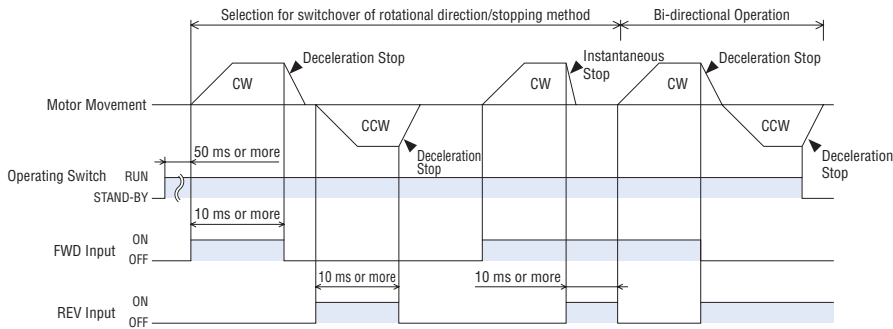 Selection for switchover of rotational direction/stopping method
Bi-directional Operation
Deceleration Stop
Instantaneous
Stop
Deceleration Stop
CW
CW
CW
Motor Movement
CCW
CCW
Deceleration
Stop
Deceleration
Stop
50 ms or more
Operating Switch
RUN
STAND-BY
10 ms or more
FWD Input
ON
OFF
10 ms or more
10 ms or more
REV Input
ON
OFF